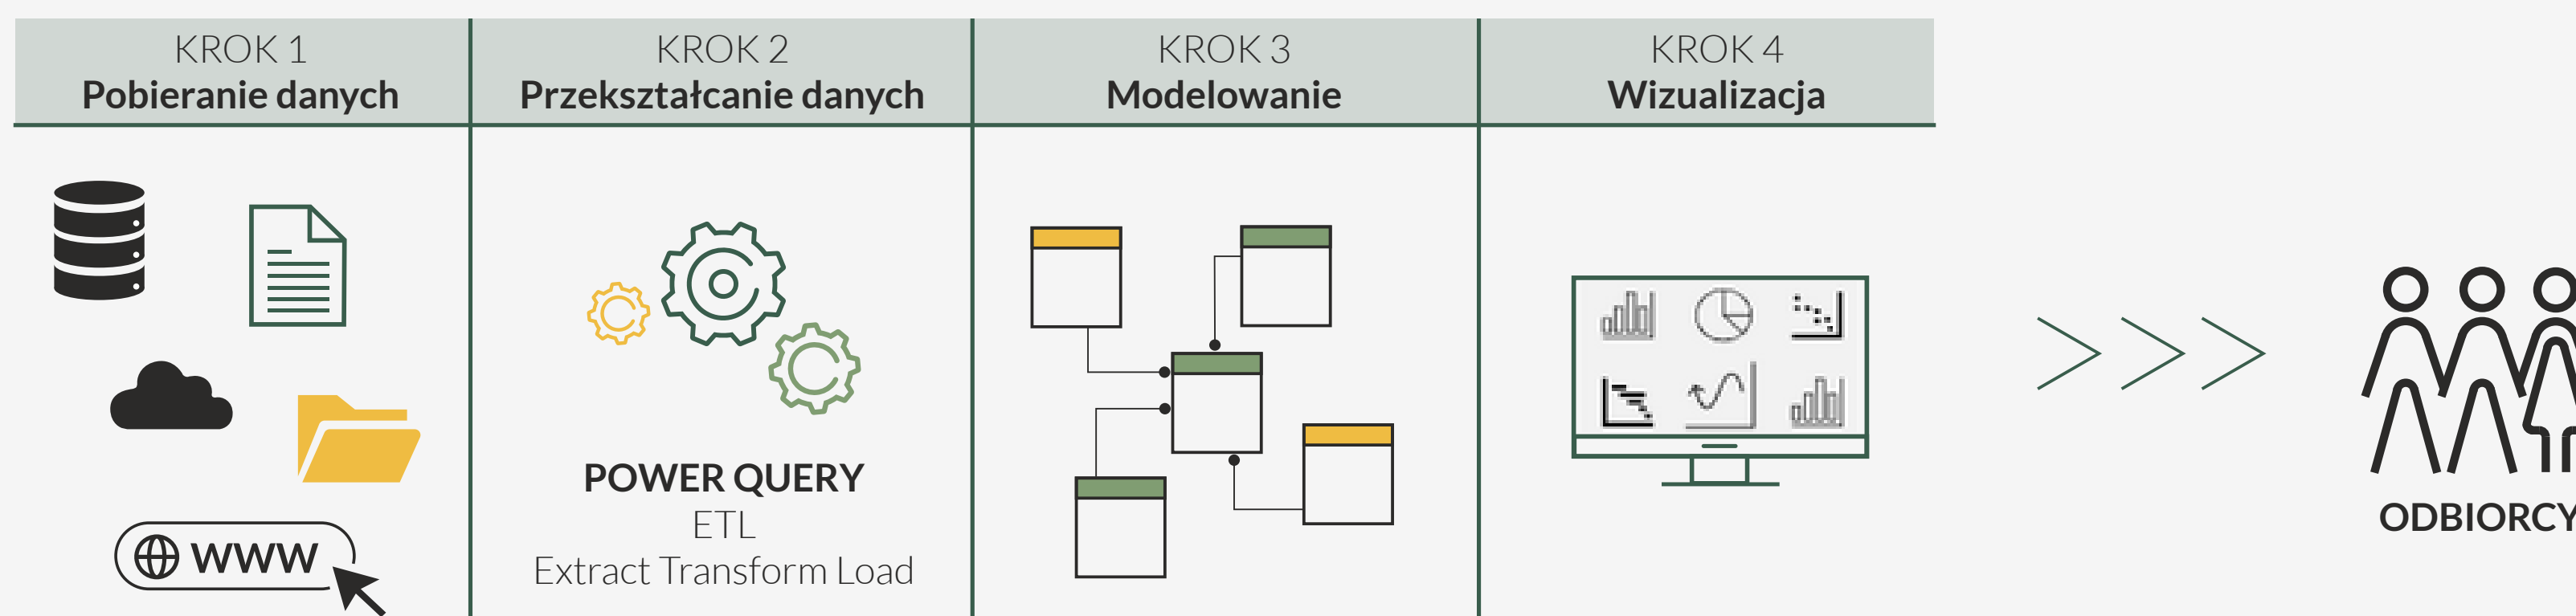 KROK 1
Pobieranie danych
KROK 2
Przekształcanie danych
KROK 3
Modelowanie
KROK 4
Wizualizacja
WWW
POWER QUERY
ETL
Extract Transform Load
ODBIORCY